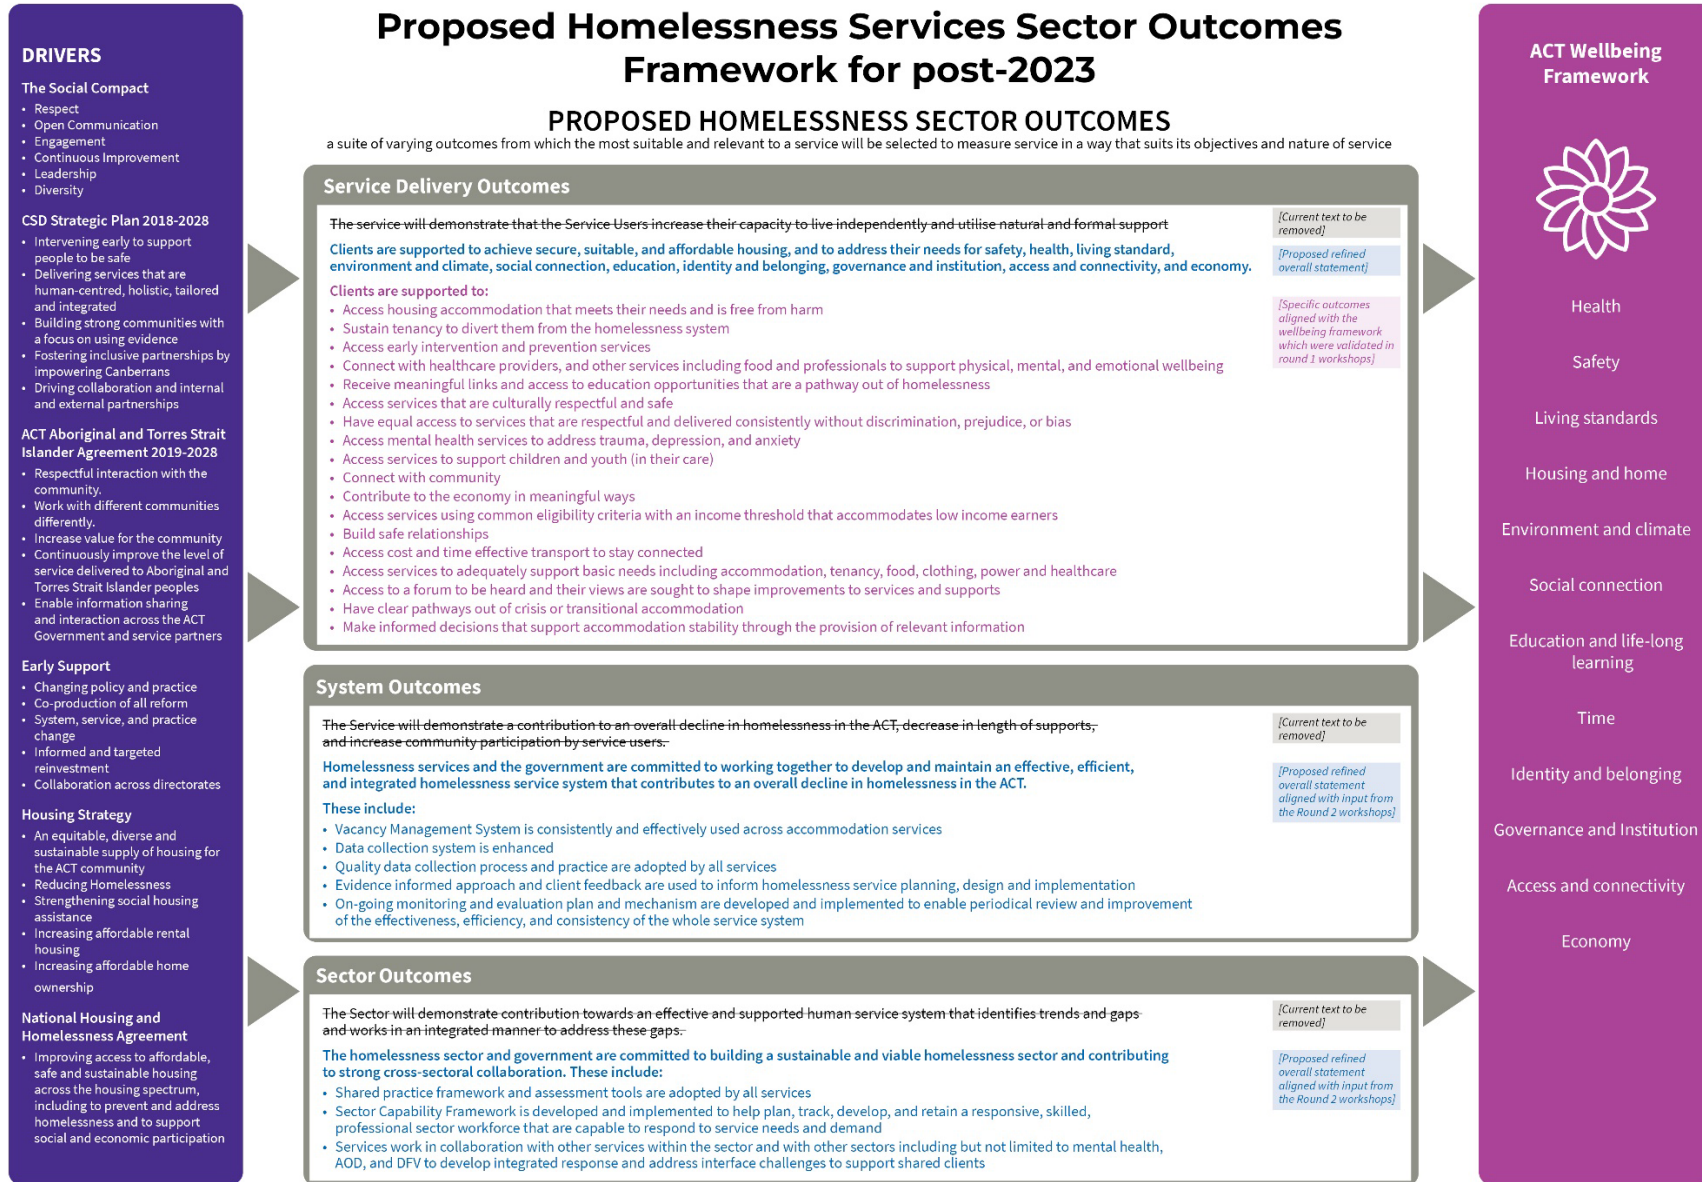 Proposed Homelessness Services Sector Outcomes
Framework for post-2023
PROPOSED HOMELESSNESS SECTOR OUTCOMES
a suite of varying outcomes from which the most suitable and relevant to a service will be selected to measure service in a way that suits its objectives and nature of service
DRIVERS
The Social Compact
• Respect
• Open Communication
• Engagement
• Continuous Improvement
• Leadership
• Diversity
CSD Strategic Plan 2018-2028
• Intervening early to support
people to be safe
• Delivering services that are
human-centred, holistic, tailored
and integrated
• Building strong communities with
a focus on using evidence
• Fostering inclusive partnerships by
impowering Canberrans
• Driving collaboration and internal
and external partnerships
ACT Aboriginal and Torres Strait
Islander Agreement 2019-2028
• Respectful interaction with the
community.
• Work with different communities
differently.
• Increase value for the community
• Continuously improve the level of
service delivered to Aboriginal and
Torres Strait Islander peoples
• Enable information sharing
and interaction across the ACT
Government and service partners
Early Support
• Changing policy and practice
• Co-production of all reform
• System, service, and practice
change
• Informed and targeted
reinvestment
• Collaboration across directorates
Housing Strategy
• An equitable, diverse and
sustainable supply of housing for
the ACT community
• Reducing Homelessness
• Strengthening social housing
assistance
• Increasing affordable rental
housing
• Increasing affordable home
ownership
National Housing and
Homelessness Agreement
• Improving access to affordable,
safe and sustainable housing
across the housing spectrum,
including to prevent and address
homelessness and to support
social and economic participation
Service Delivery Outcomes
The service will demonstrate that the Service Users increase their capacity to live independently and utilise natural and formal support
[Current text to be
removed]
Clients are supported to achieve secure, suitable, and affordable housing, and to address their needs for safety, health, living standard,
environment and climate, social connection, education, identity and belonging, governance and institution, access and connectivity, and economy.
[Proposed refined
overall statement]
Clients are supported to:
• Access housing accommodation that meets their needs and is free from harm
• Sustain tenancy to divert them from the homelessness system
• Access early intervention and prevention services
• Connect with healthcare providers, and other services including food and professionals to support physical, mental, and emotional wellbeing
• Receive meaningful links and access to education opportunities that are a pathway out of homelessness
• Access services that are culturally respectful and safe
• Have equal access to services that are respectful and delivered consistently without discrimination, prejudice, or bias
• Access mental health services to address trauma, depression, and anxiety
• Access services to support children and youth (in their care)
• Connect with community
• Contribute to the economy in meaningful ways
• Access services using common eligibility criteria with an income threshold that accommodates low income earners
• Build safe relationships
• Access cost and time effective transport to stay connected
• Access services to adequately support basic needs including accommodation, tenancy, food, clothing, power and healthcare
• Access to a forum to be heard and their views are sought to shape improvements to services and supports
• Have clear pathways out of crisis or transitional accommodation
• Make informed decisions that support accommodation stability through the provision of relevant information
[Specific outcomes
aligned with the
wellbeing framework
which were validated in
round 1 workshops]
System Outcomes
The Service will demonstrate a contribution to an overall decline in homelessness in the ACT, decrease in length of supports,
and increase community participation by service users.
[Current text to be
removed]
Homelessness services and the government are committed to working together to develop and maintain an effective, efficient,
and integrated homelessness service system that contributes to an overall decline in homelessness in the ACT.
[Proposed refined
overall statement
aligned with input from
the Round 2 workshops]
These include:
• Vacancy Management System is consistently and effectively used across accommodation services
• Data collection system is enhanced
• Quality data collection process and practice are adopted by all services
• Evidence informed approach and client feedback are used to inform homelessness service planning, design and implementation
• On-going monitoring and evaluation plan and mechanism are developed and implemented to enable periodical review and improvement
of the effectiveness, efficiency, and consistency of the whole service system
Sector Outcomes
The Sector will demonstrate contribution towards an effective and supported human service system that identifies trends and gaps
and works in an integrated manner to address these gaps.
[Current text to be
removed]
The homelessness sector and government are committed to building a sustainable and viable homelessness sector and contributing
to strong cross-sectoral collaboration. These include:
[Proposed refined
overall statement
aligned with input from
the Round 2 workshops]
• Shared practice framework and assessment tools are adopted by all services
• Sector Capability Framework is developed and implemented to help plan, track, develop, and retain a responsive, skilled,
professional sector workforce that are capable to respond to service needs and demand
• Services work in collaboration with other services within the sector and with other sectors including but not limited to mental health,
AOD, and DFV to develop integrated response and address interface challenges to support shared clients
ACT Wellbeing
Framework
Health
Safety
Living standards
Housing and home
Environment and climate
Social connection
Education and life-long
learning
Time
Identity and belonging
Governance and Institution
Access and connectivity
Economy